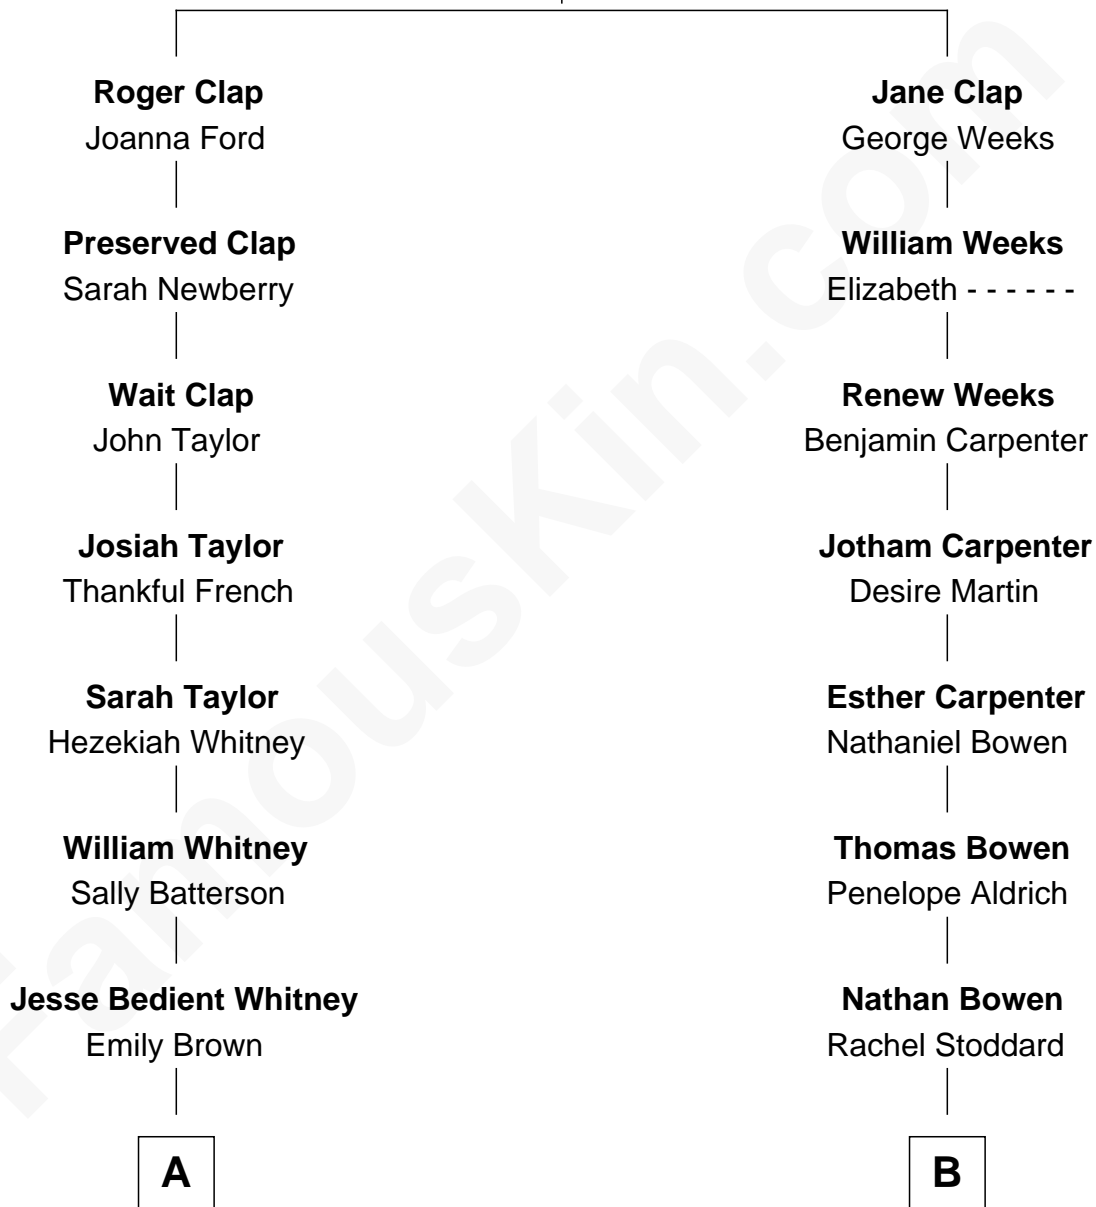 Roger Clap
Joanna Ford
Preserved Clap
Sarah Newberry
Wait Clap
John Taylor
Josiah Taylor
Thankful French
Sarah Taylor
Hezekiah Whitney
William Whitney
Sally Batterson
Jesse Bedient Whitney
Emily Brown
A
Jane Clap
George Weeks
William Weeks
Elizabeth - - - - - -
Renew Weeks
Benjamin Carpenter
Jotham Carpenter
Desire Martin
Esther Carpenter
Nathaniel Bowen
Thomas Bowen
Penelope Aldrich
Nathan Bowen
Rachel Stoddard
B
FamousKin.com